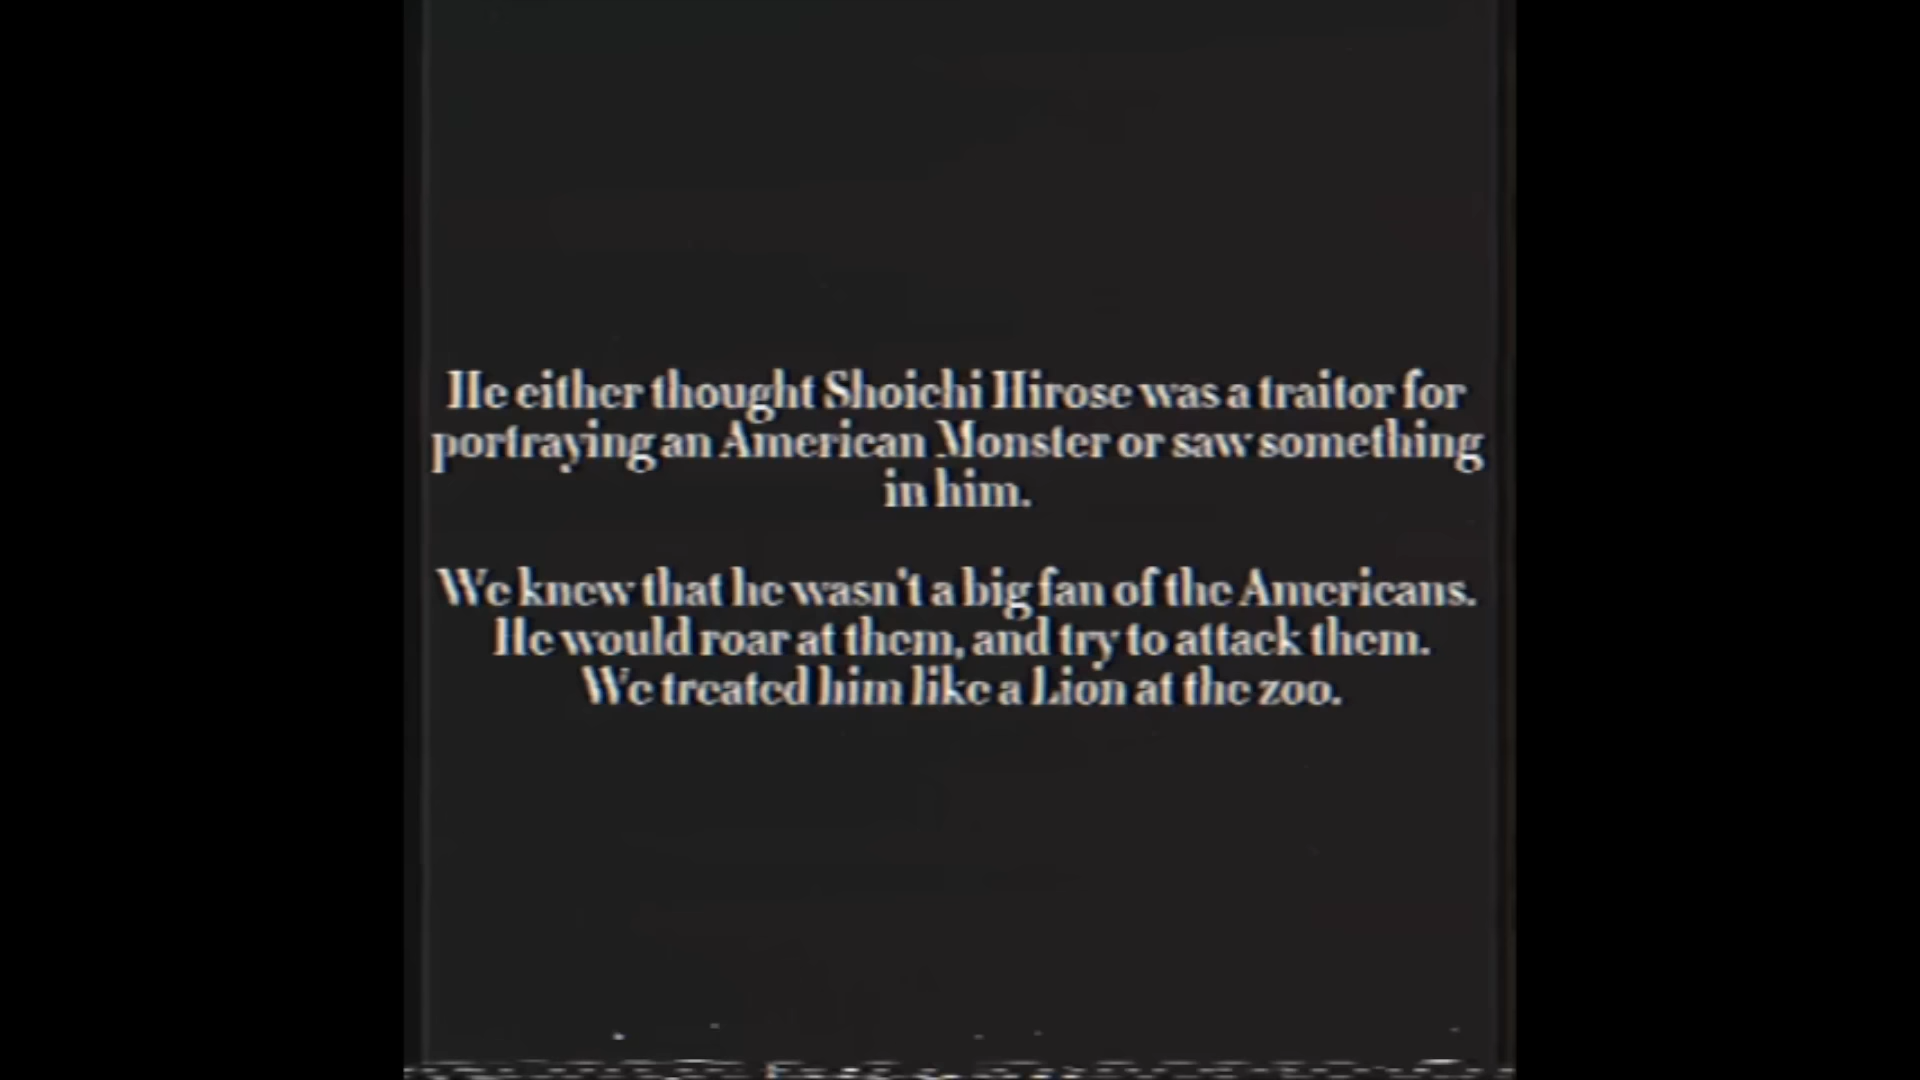 He either thought Shoichi Hirose was a traitor for
portraying an American Monster or saw something
in him.
We knew that he wasn't a big fan of the Americans.
He would roar at them, and try to attack them.
We treated him like a Lion at the zoo.